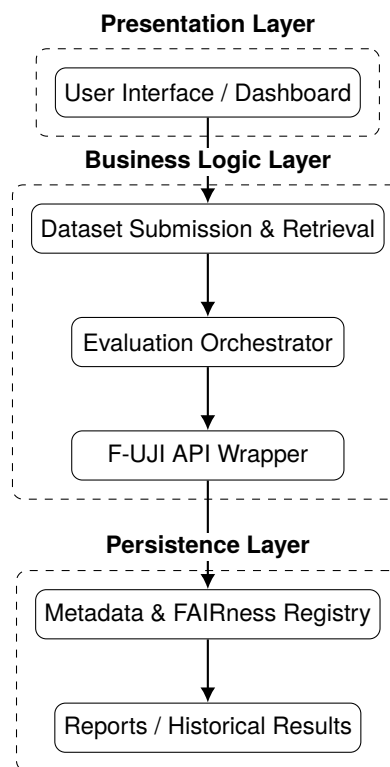 Presentation Layer
User Interface / Dashboard
Business Logic Layer
Dataset Submission & Retrieval
Evaluation Orchestrator
F-UJI API Wrapper
Persistence Layer
Metadata & FAIRness Registry
Reports / Historical Results